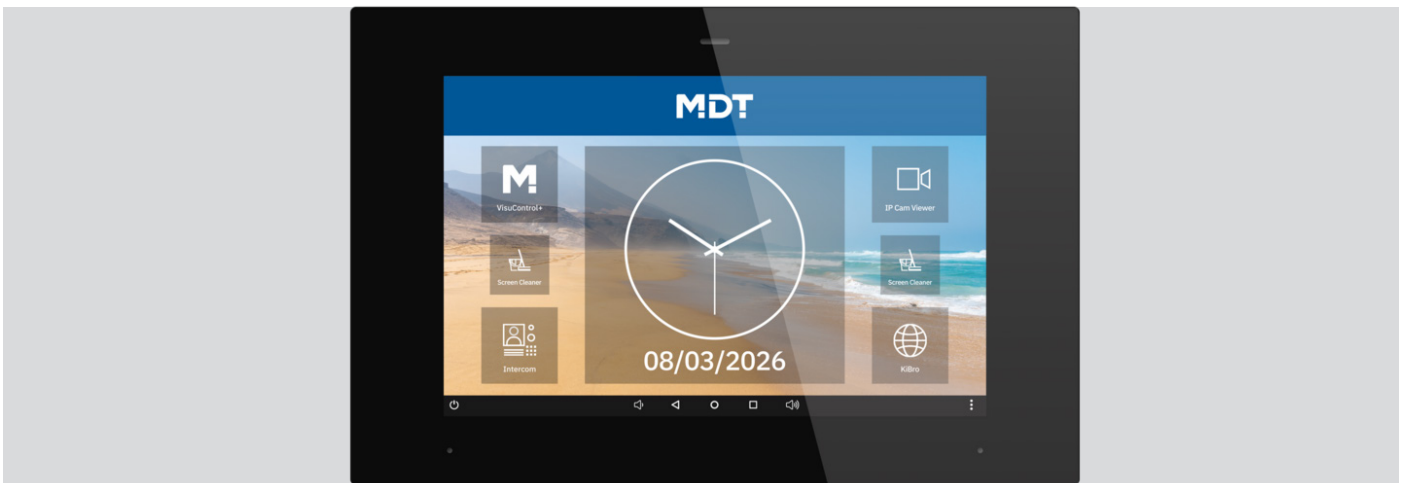 MDT
M
VisuControl+
IP Cam Viewer
Screen Cleaner
Screen Cleaner
Intercom
08/03/2026
KiBro